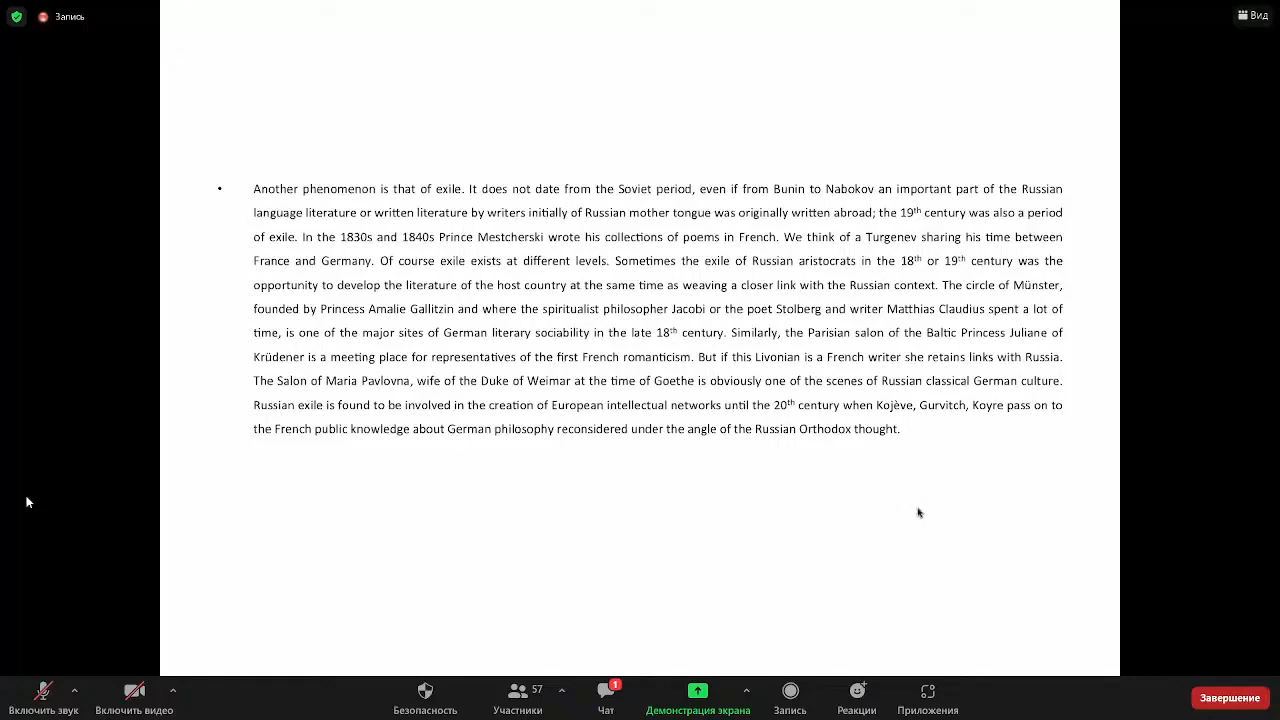 Запись
Вид
• Another phenomenon is that of exile. It does not date from the Soviet period, even if from Bunin to Nabokov an important part of the Russian
language literature or written literature by writers initially of Russian mother tongue was originally written abroad; the 19th century was also a period
of exile. In the 1830s and 1840s Prince Mestcherski wrote his collections of poems in French. We think of a Turgenev sharing his time between
France and Germany. Of course exile exists at different levels. Sometimes the exile of Russian aristocrats in the 18th or 19th century was the
opportunity to develop the literature of the host country at the same time as weaving a closer link with the Russian context. The circle of Münster,
founded by Princess Amalie Gallitzin and where the spiritualist philosopher Jacobi or the poet Stolberg and writer Matthias Claudius spent a lot of
time, is one of the major sites of German literary sociability in the late 18th century. Similarly, the Parisian salon of the Baltic Princess Juliane of
Krüdener is a meeting place for representatives of the first French romanticism. But if this Livonian is a French writer she retains links with Russia.
The Salon of Maria Pavlovna, wife of the Duke of Weimar at the time of Goethe is obviously one of the scenes of Russian classical German culture.
Russian exile is found to be involved in the creation of European intellectual networks until the 20th century when Kojève, Gurvitch, Koyre pass on to
the French public knowledge about German philosophy reconsidered under the angle of the Russian Orthodox thought.
Включить звук
Включить видео
Безопасность
57
Участники
1
Чат
Демонстрация экрана
Запись
Реакции
Приложения
Завершение